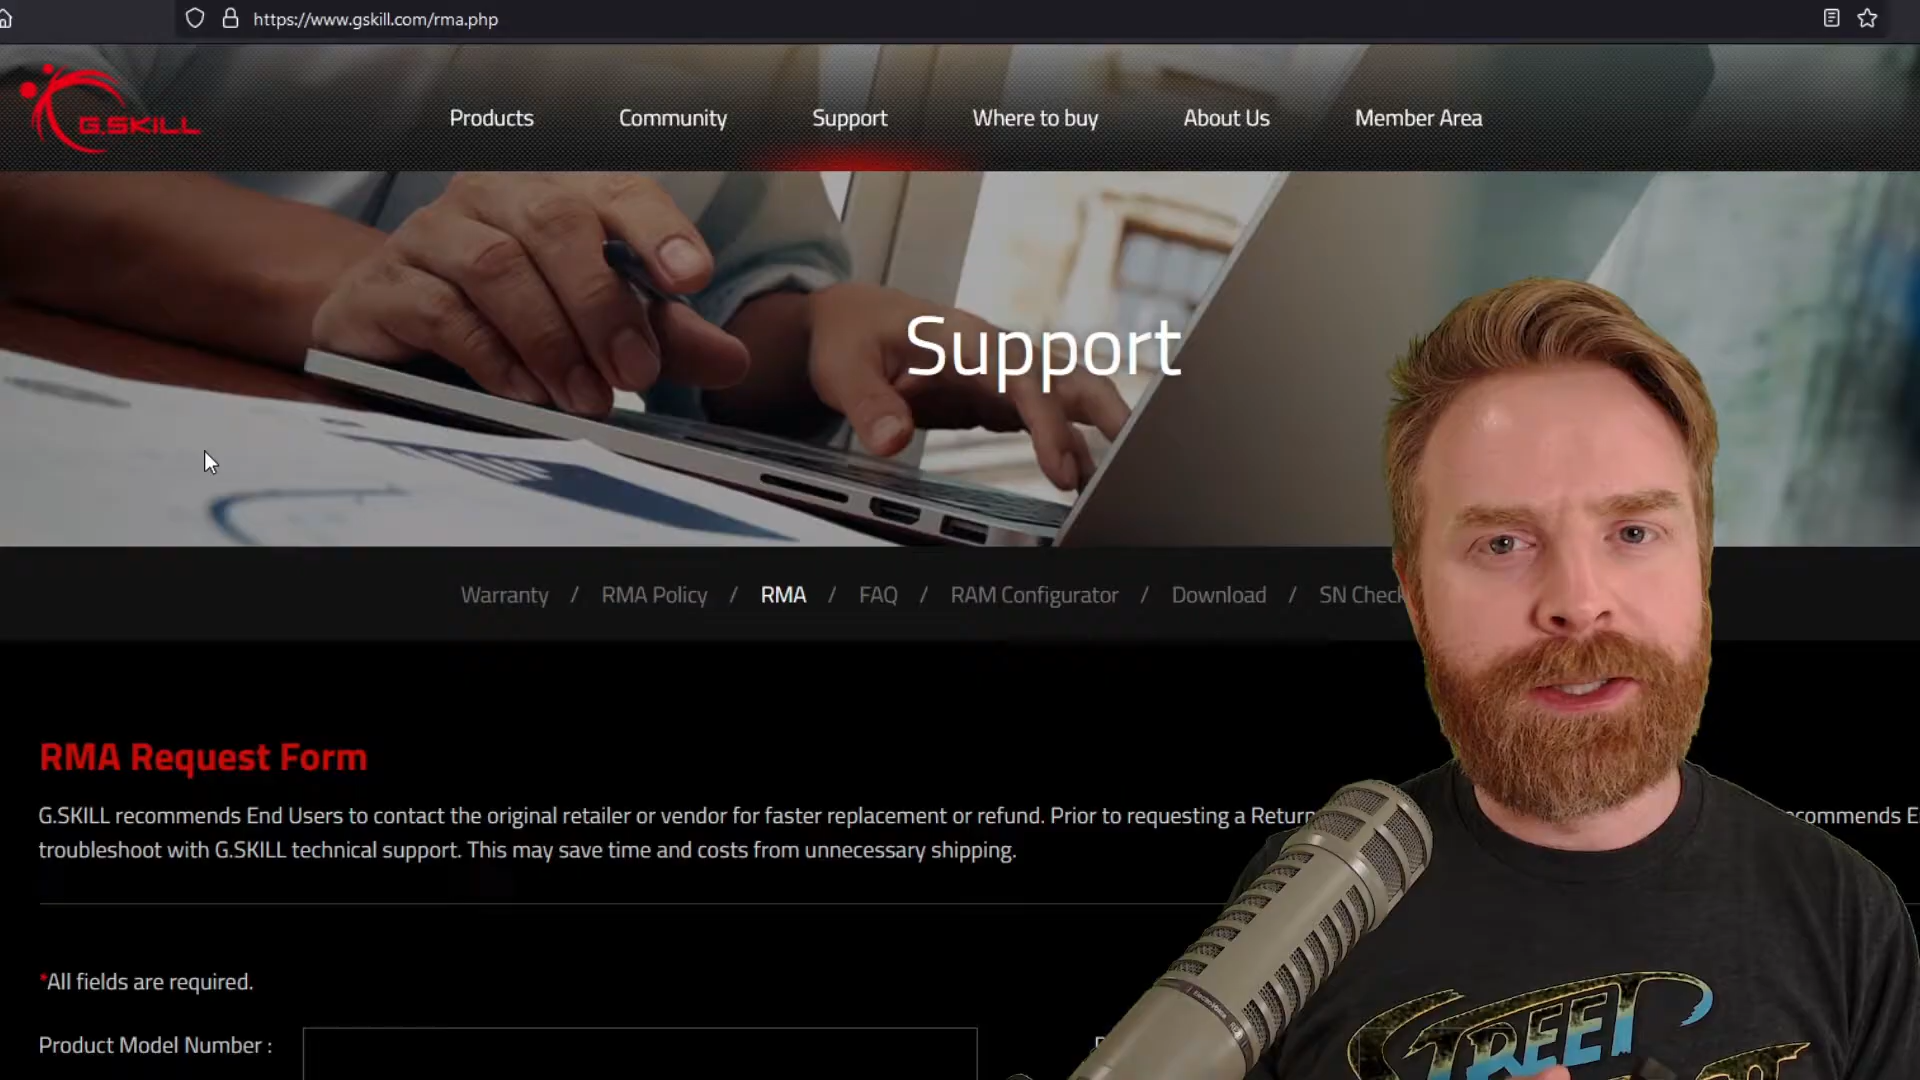 https://www.gskill.com/rma.php
G.SKILL
Products Community Support Where to buy About Us Member Area
Support
Warranty / RMA Policy / RMA / FAQ / RAM Configurator / Download / SN Check
RMA Request Form
G.SKILL recommends End Users to contact the original retailer or vendor for faster replacement or refund. Prior to requesting a Return
troubleshoot with G.SKILL technical support. This may save time and costs from unnecessary shipping.
*All fields are required.
Product Model Number :
STREET